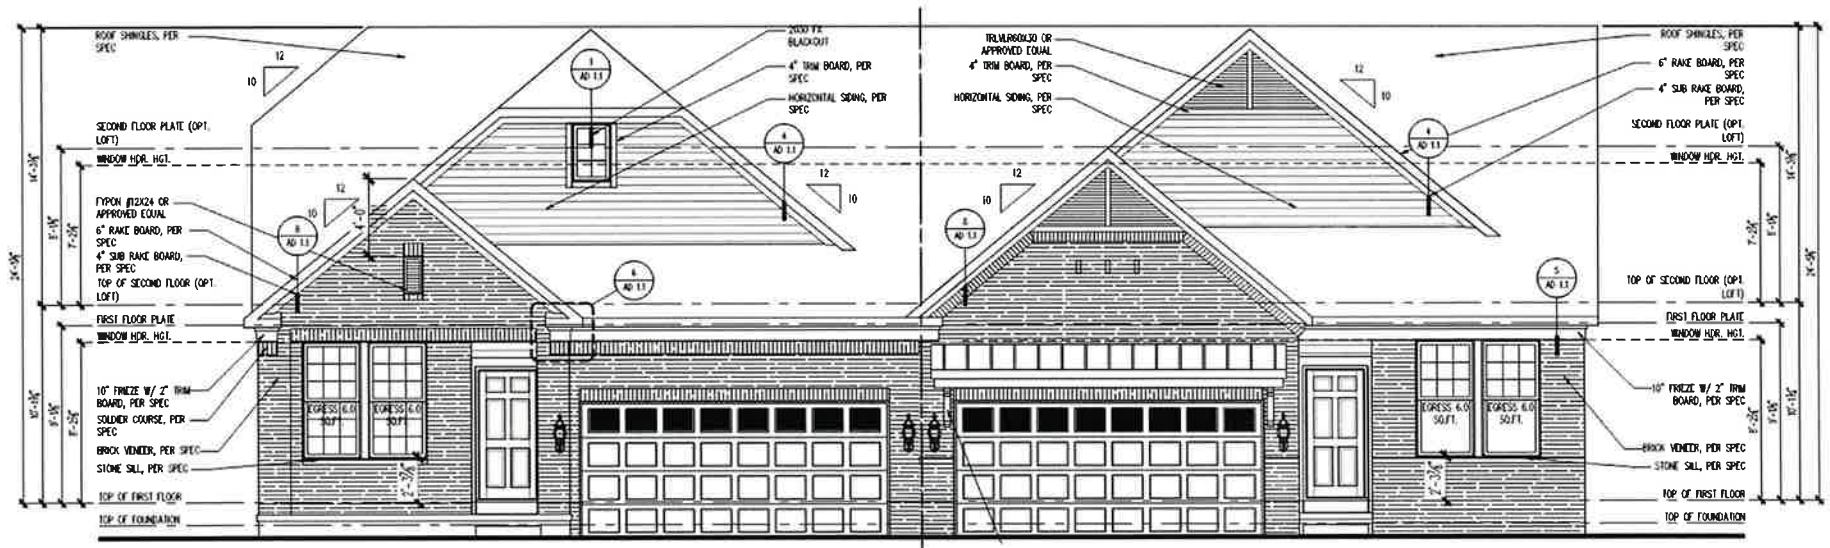 ROOF SHINGLES, PER
SPEC
12
10
SECOND FLOOR PLATE (OPT.
LOFT)
WINDOW HDR. HGT.
FYPON #12X24 OR
APPROVED EQUAL
6" RAKE BOARD, PER
SPEC
4" SUB RAKE BOARD,
PER SPEC
TOP OF SECOND FLOOR (OPT.
LOFT)
FIRST FLOOR PLATE
WINDOW HDR. HGT.
10" FRIEZE W/ 2" TRIM
BOARD, PER SPEC
SOLDIER COURSE, PER
SPEC
BRICK VENEER, PER SPEC
STONE SILL, PER SPEC
TOP OF FIRST FLOOR
TOP OF FOUNDATION
12
10
4'-0"
AD 1.1
AD 1.1
BLACKOUT
4" TRIM BOARD, PER
SPEC
HORIZONTAL SIDING, PER
SPEC
AD 1.1
12
10
6
AD 1.1
EGRESS 6.0
SQ.FT.
EGRESS 6.0
SQ.FT.
TRLVLR60X30 OR
APPROVED EQUAL
4" TRIM BOARD, PER
SPEC
HORIZONTAL SIDING, PER
SPEC
12
10
AD 1.1
12
10
AD 1.1
5
AD 1.1
EGRESS 6.0
SQ.FT.
EGRESS 6.0
SQ.FT.
ROOF SHINGLES, PER
SPEC
6" RAKE BOARD, PER
SPEC
4" SUB RAKE BOARD,
PER SPEC
SECOND FLOOR PLATE (OPT.
LOFT)
WINDOW HDR. HGT.
TOP OF SECOND FLOOR (OPT.
LOFT)
FIRST FLOOR PLATE
WINDOW HDR. HGT.
10" FRIEZE W/ 2" TRIM
BOARD, PER SPEC
BRICK VENEER, PER SPEC
STONE SILL, PER SPEC
TOP OF FIRST FLOOR
TOP OF FOUNDATION